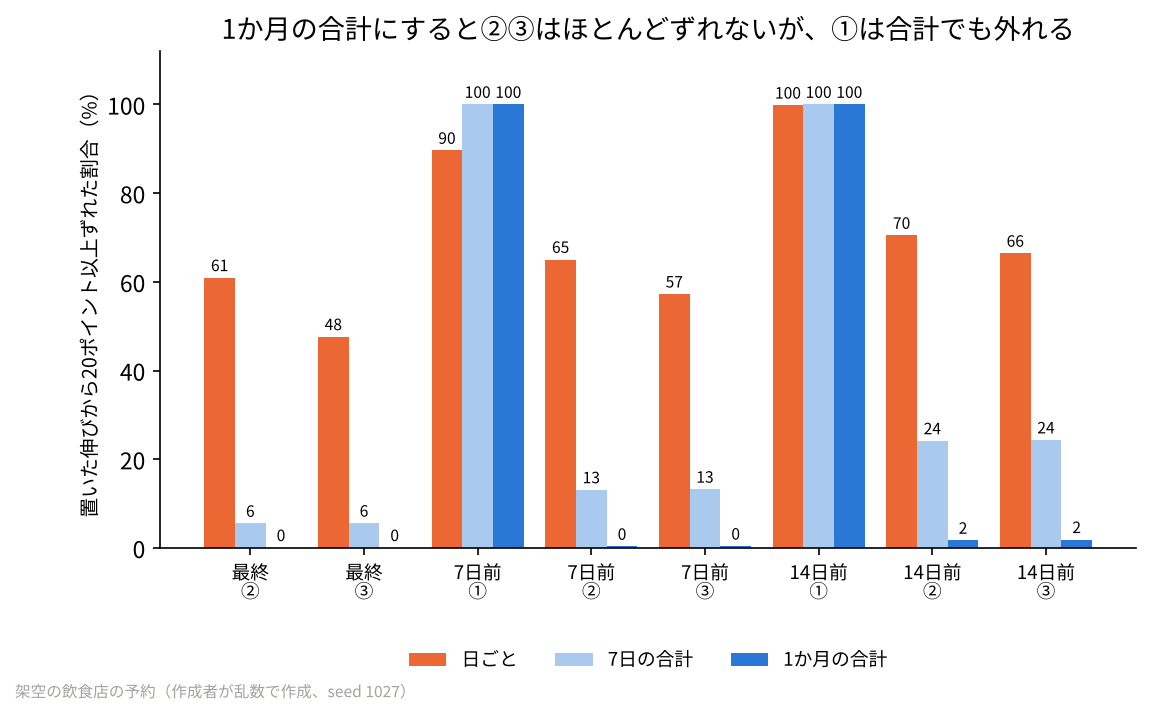 1か月の合計にすると②③はほとんどずれないが、①は合計でも外れる
置いた伸びから20ポイント以上ずれた割合（%）
100
80
60
40
20
0
61 6 0
48 6 0
90 100 100
65 13 0
57 13 0
100 100 100
70 24 2
66 24 2
最終 最終 7日前 7日前 7日前 14日前 14日前 14日前
② ③ ① ② ③ ① ② ③
日ごと 7日の合計 1か月の合計
架空の飲食店の予約（作成者が乱数で作成、seed 1027）